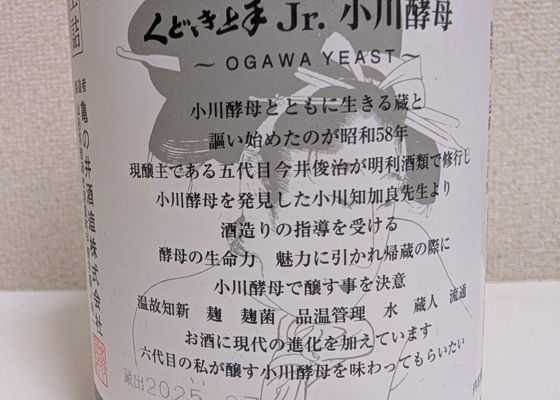 くどき上手 Jr. 小川酵母
～ OGAWA YEAST ～
小川酵母とともに生きる蔵と
謳い始めたのが昭和58年
現醸主である五代目今井俊治が明利酒類で修行し
小川酵母を発見した小川知加良先生より
酒造りの指導を受ける
酵母の生命力　魅力に引かれ帰蔵の際に
小川酵母で醸す事を決意
温故知新　麹　麹菌　品温管理　水　蔵人　流通
お酒に現代の進化を加えています
六代目の私が醸す小川酵母を味わってもらいたい
蔵出2025
詰
亀の井酒造株式会社